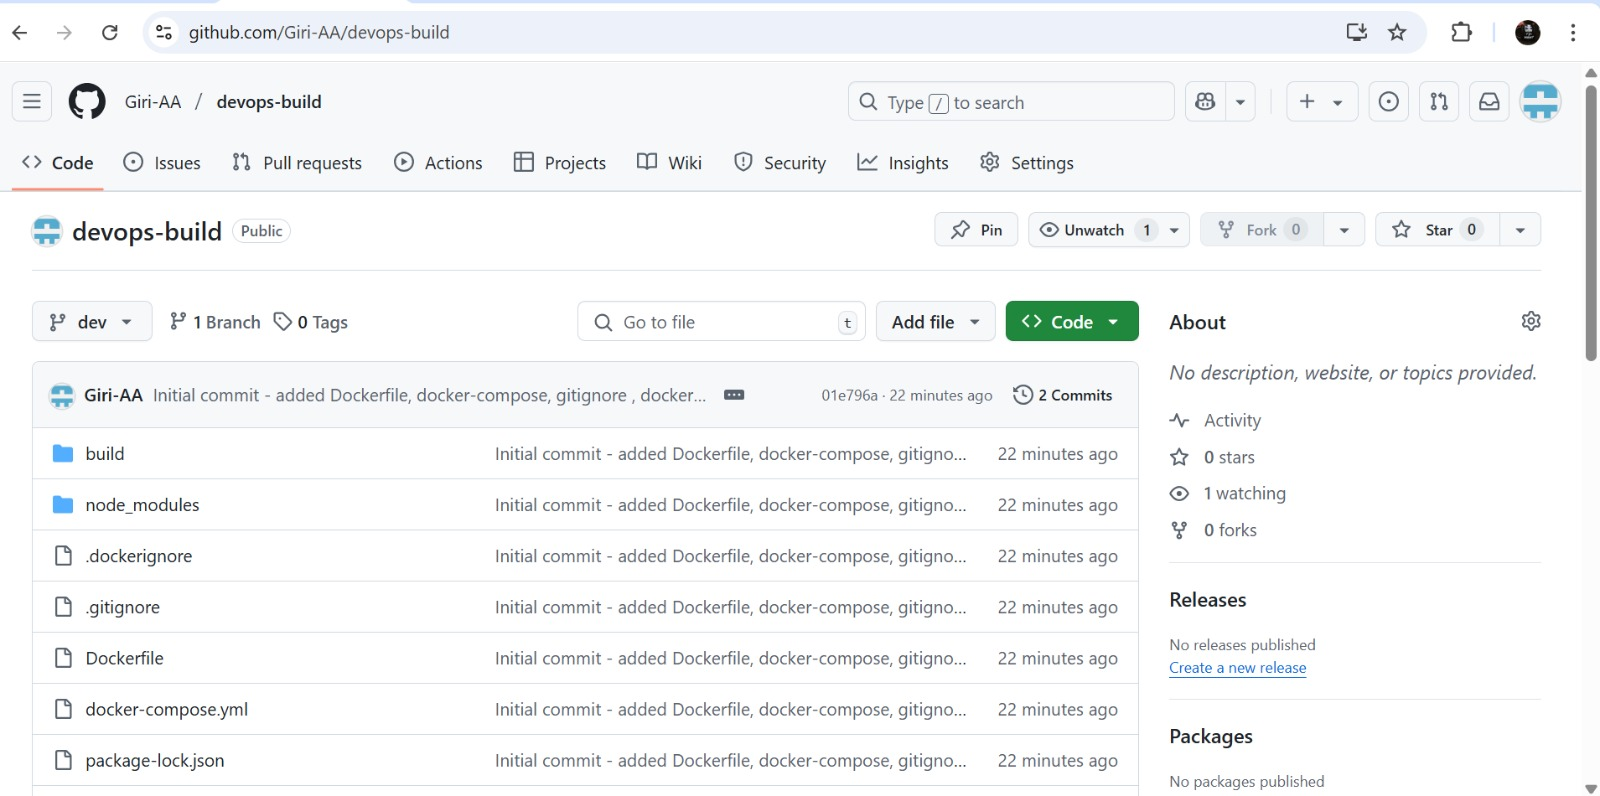 github.com/Giri-AA/devops-build
Giri-AA / devops-build
Type / to search
Code Issues Pull requests Actions Projects Wiki Security Insights Settings
devops-build Public
Pin Unwatch 1 Fork 0 Star 0
dev 1 Branch 0 Tags Go to file t Add file Code
Giri-AA Initial commit - added Dockerfile, docker-compose, gitignore , docker... 01e796a · 22 minutes ago 2 Commits
build Initial commit - added Dockerfile, docker-compose, gitigno... 22 minutes ago
node_modules Initial commit - added Dockerfile, docker-compose, gitigno... 22 minutes ago
.dockerignore Initial commit - added Dockerfile, docker-compose, gitigno... 22 minutes ago
.gitignore Initial commit - added Dockerfile, docker-compose, gitigno... 22 minutes ago
Dockerfile Initial commit - added Dockerfile, docker-compose, gitigno... 22 minutes ago
docker-compose.yml Initial commit - added Dockerfile, docker-compose, gitigno... 22 minutes ago
package-lock.json Initial commit - added Dockerfile, docker-compose, gitigno... 22 minutes ago
About
No description, website, or topics provided.
Activity
0 stars
1 watching
0 forks
Releases
No releases published
Create a new release
Packages
No packages published